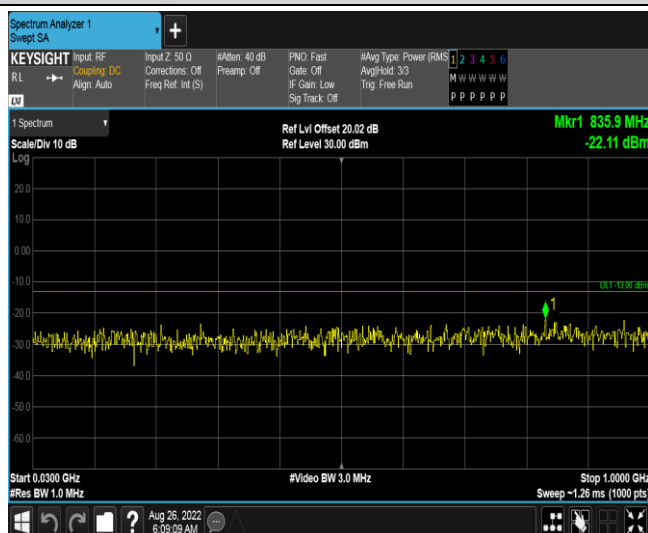 Spectrum Analyzer 1
Swept SA
+
KEYSIGHT
RL
LXI
Input: RF
Coupling: DC
Align: Auto
Input Z: 50 Ω
Corrections: Off
Freq Ref: Int (S)
#Atten: 40 dB
Preamp: Off
PNO: Fast
Gate: Off
IF Gain: Low
Sig Track: Off
#Avg Type: Power (RMS
Avg|Hold: 3/3
Trig: Free Run
1 2 3 4 5 6
M W W W W W
P P P P P P
1 Spectrum
Scale/Div 10 dB
Log
Ref Lvl Offset 20.02 dB
Ref Level 30.00 dBm
Mkr1 835.9 MHz
-22.11 dBm
20.0
10.0
0.00
-10.0
DL1 -13.00 dBm
1
-20.0
-30.0
-40.0
-50.0
-60.0
Start 0.0300 GHz
#Res BW 1.0 MHz
#Video BW 3.0 MHz
Stop 1.0000 GHz
Sweep ~1.26 ms (1000 pts)
?
Aug 26, 2022
6:09:09 AM